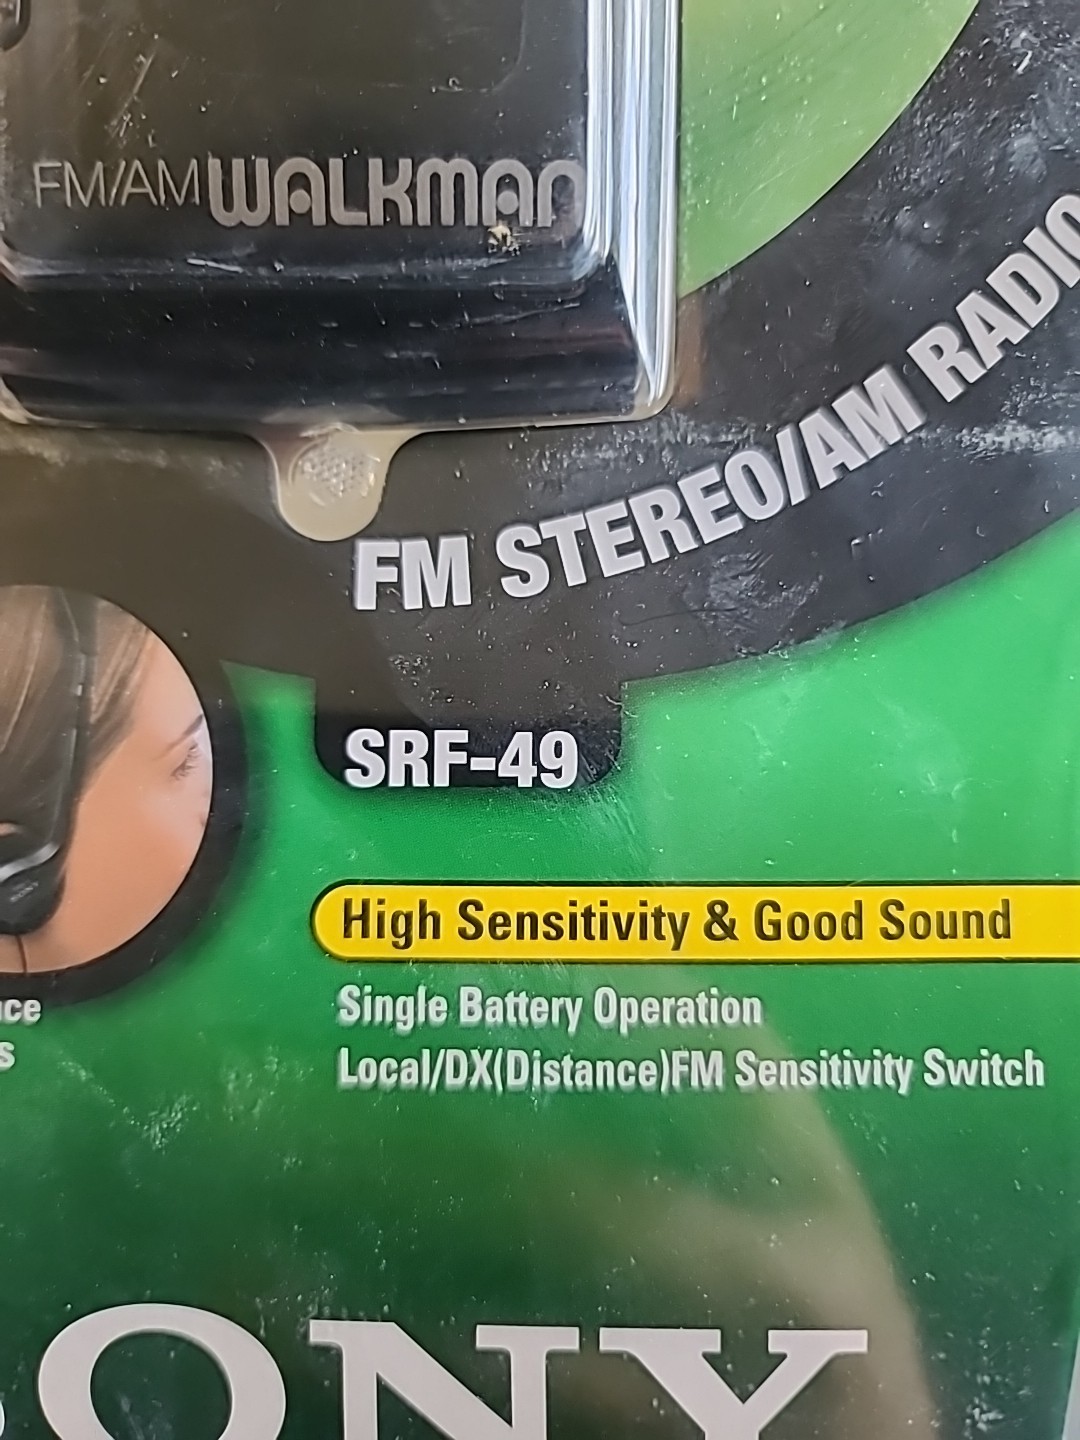 FM/AM WALKMAN
FM STEREO/AM RADIO
SRF-49
High Sensitivity & Good Sound
Single Battery Operation
Local/DX(Distance)FM Sensitivity Switch
SONY